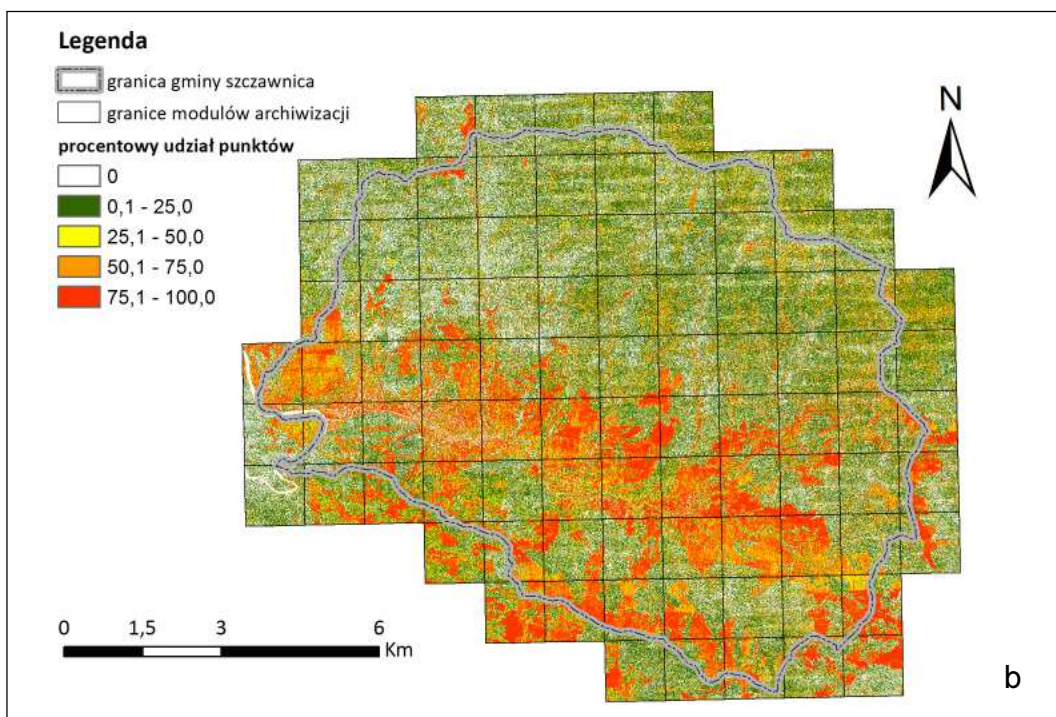 Legenda
granica gminy szczawnica
granice modułów archiwizacji
procentowy udział punktów
0
0,1 - 25,0
25,1 - 50,0
50,1 - 75,0
75,1 - 100,0
N
0 1,5 3 6
Km
b